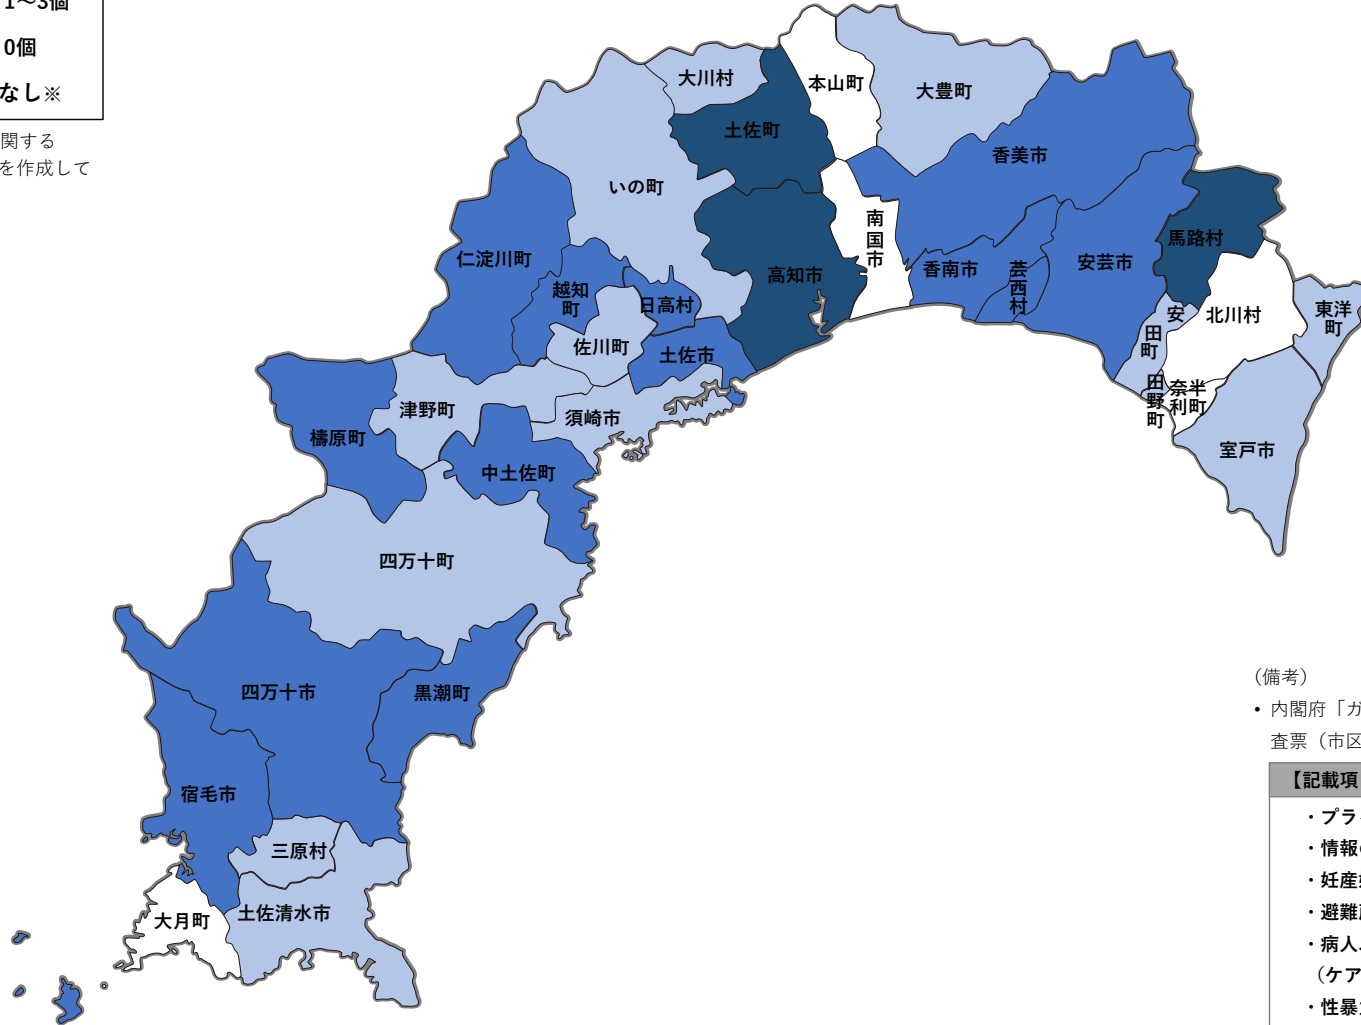 1～3個
0個
なし※
関する
を作成して
大川村
本山町
大豊町
土佐町
香美市
いの町
南国市
馬路村
仁淀川町
高知市
香南市
芸西村
安芸市
越知町
日高村
安田町
北川村
東洋町
佐川町
土佐市
津野町
須崎市
田野町
奈半利町
檮原町
中土佐町
室戸市
四万十町
四万十市
黒潮町
宿毛市
三原村
大月町
土佐清水市
（備考）
• 内閣府「ガ
査票（市区
【記載項
・プラ
・情報
・妊産
・避難
・病人、
（ケア
・性暴